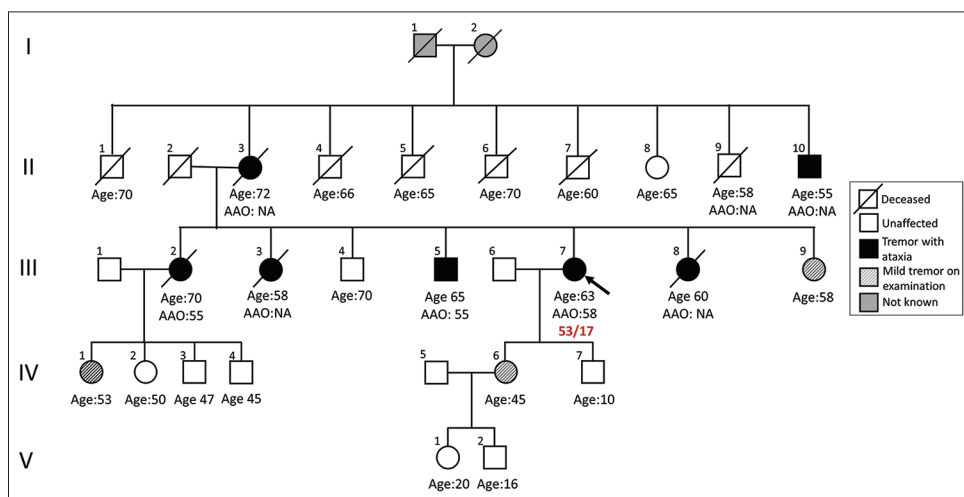 I
1
2
II
1
2
3
4
5
6
7
8
9
10
Age:70
Age:72
AAO: NA
Age:66
Age:65
Age:70
Age:60
Age:65
Age:58
AAO:NA
Age:55
AAO:NA
III
1
2
3
4
5
6
7
8
9
Age:70
AAO:55
Age:58
AAO:NA
Age:70
Age 65
AAO: 55
Age:63
AAO:58
53/17
Age 60
AAO: NA
Age:58
IV
1
2
3
4
5
6
7
Age:53
Age:50
Age 47
Age 45
Age:45
Age:10
V
1
2
Age:20
Age:16
Deceased
Unaffected
Tremor with
ataxia
Mild tremor on
examination
Not known